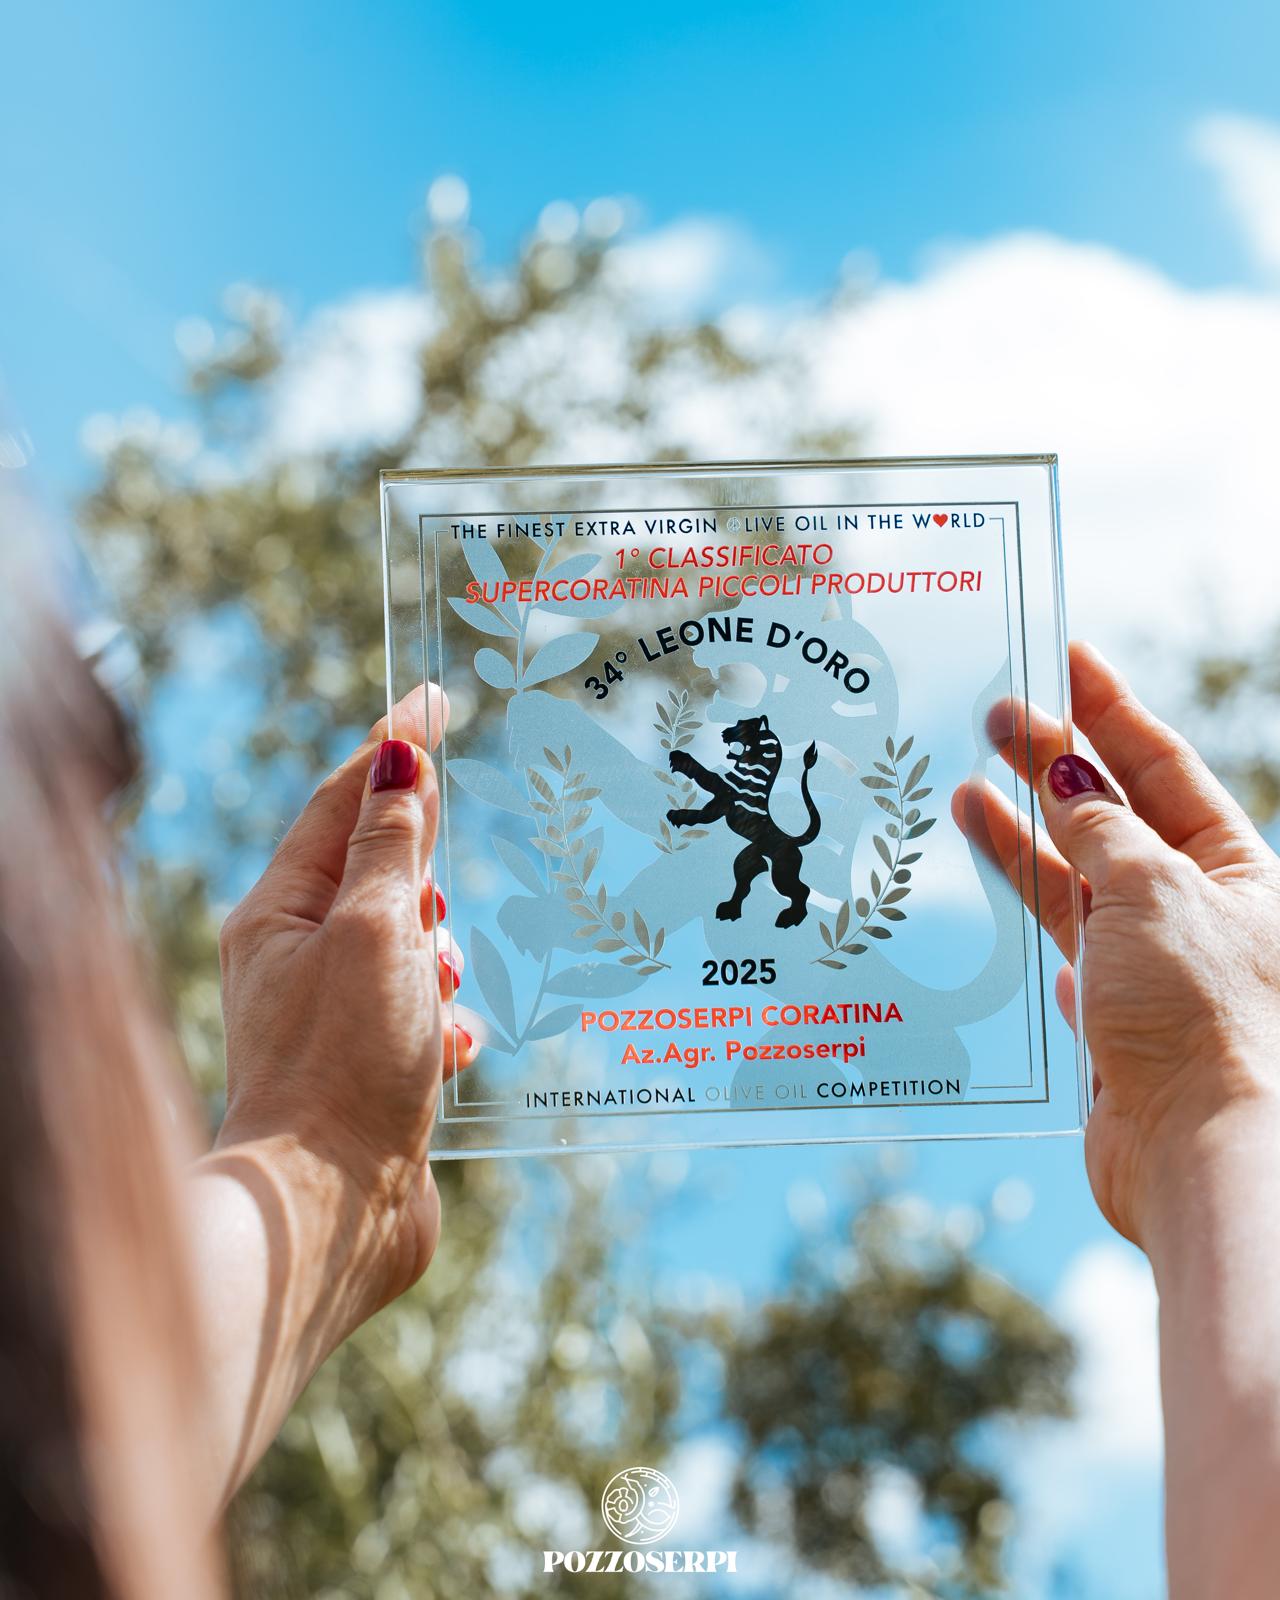 THE FINEST EXTRA VIRGIN OLIVE OIL IN THE W♥RLD
1° CLASSIFICATO
SUPERCORATINA PICCOLI PRODUTTORI
34° LEONE D'ORO
2025
POZZOSERPI CORATINA
Az.Agr. Pozzoserpi
INTERNATIONAL OLIVE OIL COMPETITION
POZZOSERPI